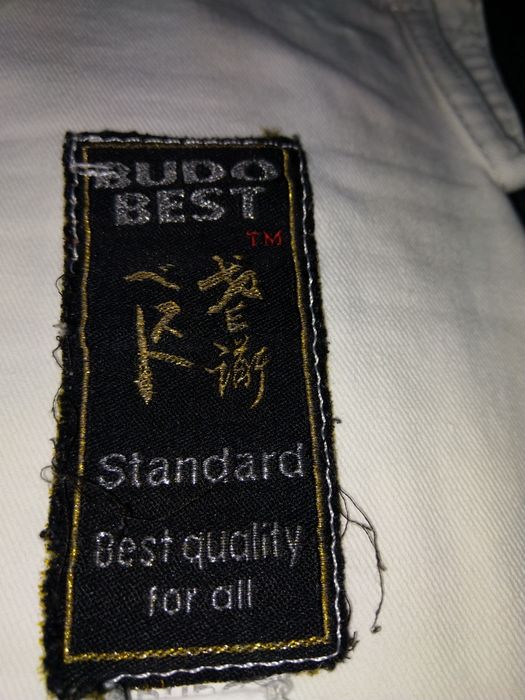 BUDO
BEST
TM
ベスト
Standard
Best quality
for all